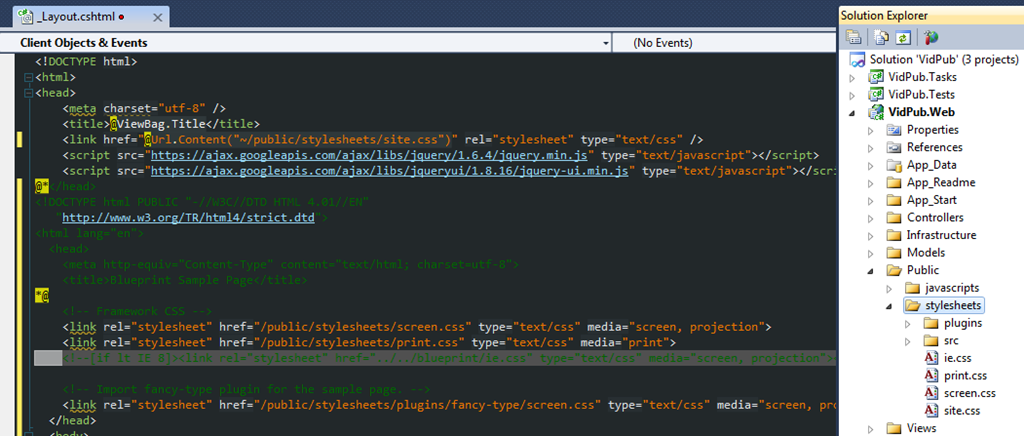 _Layout.cshtml
Client Objects & Events
(No Events)
<!DOCTYPE html>
<html>
<head>
<meta charset="utf-8" />
<title>@ViewBag.Title</title>
<link href="@Url.Content("~/public/stylesheets/site.css")" rel="stylesheet" type="text/css" />
<script src="https://ajax.googleapis.com/ajax/libs/jquery/1.6.4/jquery.min.js" type="text/javascript"></script>
<script src="https://ajax.googleapis.com/ajax/libs/jqueryui/1.8.16/jquery-ui.min.js" type="text/javascript"></scri
@*</head>
<!DOCTYPE html PUBLIC "-//W3C//DTD HTML 4.01//EN"
"http://www.w3.org/TR/html4/strict.dtd">
<html lang="en">
<head>
<meta http-equiv="Content-Type" content="text/html; charset=utf-8">
<title>Blueprint Sample Page</title>
*@
<!-- Framework CSS -->
<link rel="stylesheet" href="/public/stylesheets/screen.css" type="text/css" media="screen, projection">
<link rel="stylesheet" href="/public/stylesheets/print.css" type="text/css" media="print">
<!--[if lt IE 8]><link rel="stylesheet" href="../../blueprint/ie.css" type="text/css" media="screen, projection">
<!-- Import fancy-type plugin for the sample page. -->
<link rel="stylesheet" href="/public/stylesheets/plugins/fancy-type/screen.css" type="text/css" media="screen, pro
</head>
<body>
Solution Explorer
Solution 'VidPub' (3 projects)
VidPub.Tasks
VidPub.Tests
VidPub.Web
Properties
References
App_Data
App_Readme
App_Start
Controllers
Infrastructure
Models
Public
javascripts
stylesheets
plugins
src
ie.css
print.css
screen.css
site.css
Views